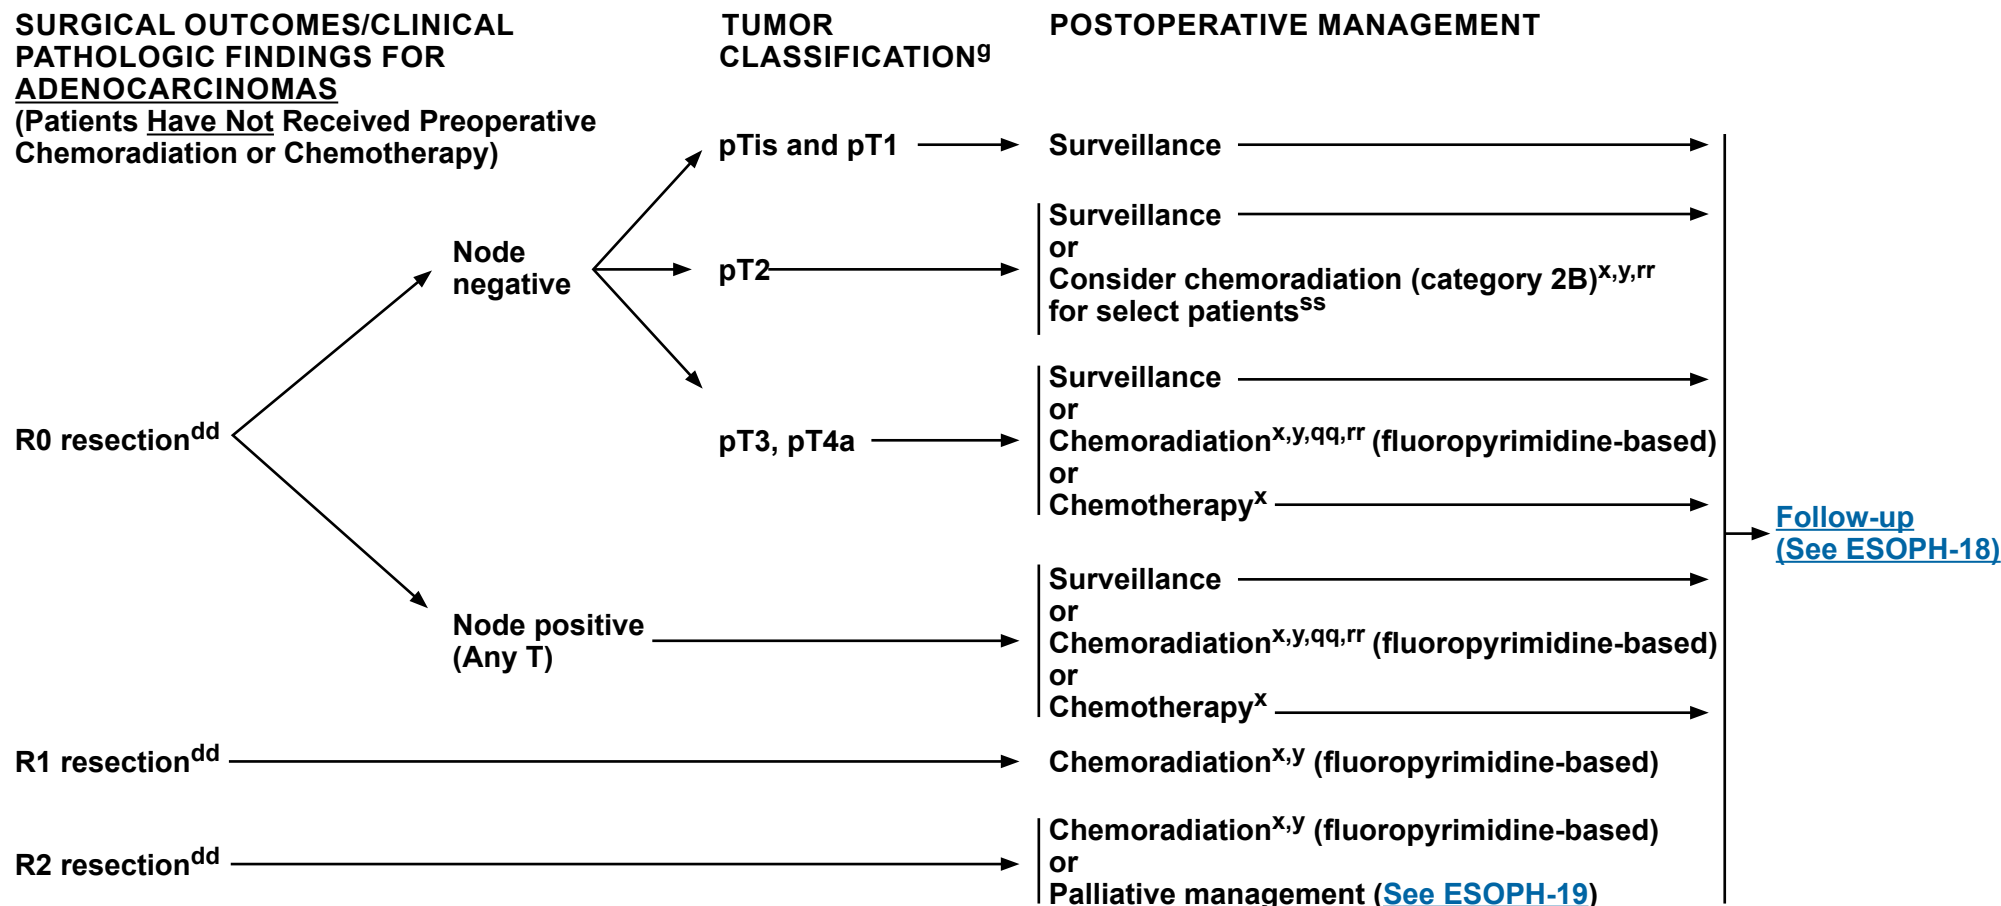 SURGICAL OUTCOMES/CLINICAL
PATHOLOGIC FINDINGS FOR
ADENOCARCINOMAS
(Patients Have Not Received Preoperative
Chemoradiation or Chemotherapy)
TUMOR
CLASSIFICATIONg
POSTOPERATIVE MANAGEMENT
R0 resectiondd
Node
negative
pTis and pT1
Surveillance
pT2
Surveillance
or
Consider chemoradiation (category 2B)x,y,rr
for select patientsss
pT3, pT4a
Surveillance
or
Chemoradiationx,y,qq,rr (fluoropyrimidine-based)
or
Chemotherapyx
Node positive
(Any T)
Surveillance
or
Chemoradiationx,y,qq,rr (fluoropyrimidine-based)
or
Chemotherapyx
R1 resectiondd
Chemoradiationx,y (fluoropyrimidine-based)
R2 resectiondd
Chemoradiationx,y (fluoropyrimidine-based)
or
Palliative management (See ESOPH-19)
Follow-up
(See ESOPH-18)